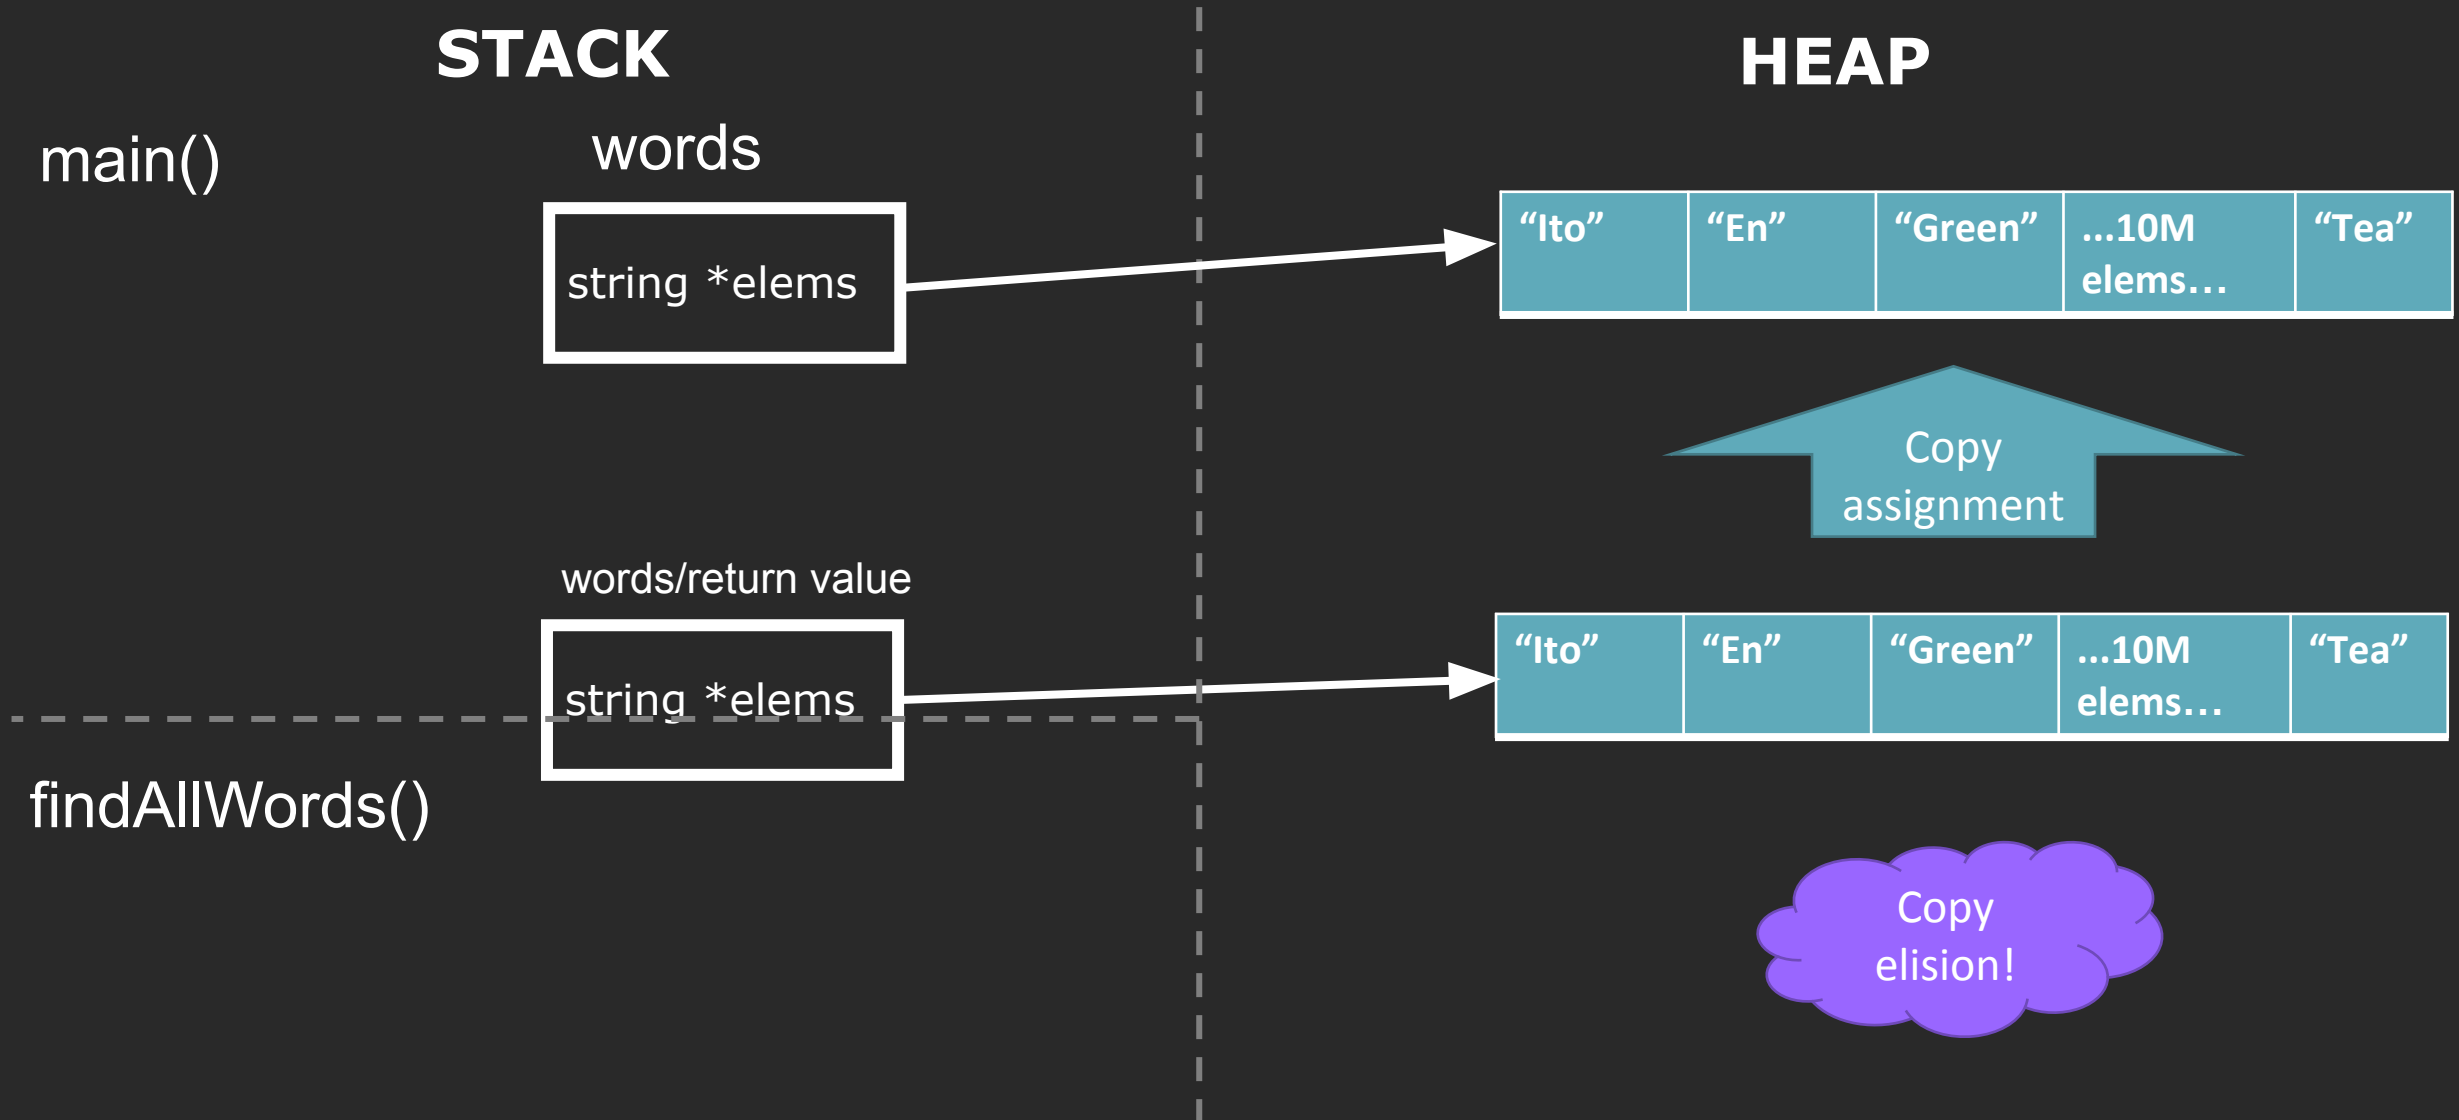 STACK
HEAP
main()
words
string *elems
“Ito” “En” “Green” ...10M “Tea”
elems…
Copy
assignment
words/return value
string *elems
“Ito” “En” “Green” ...10M “Tea”
elems…
findAllWords()
Copy
elision!